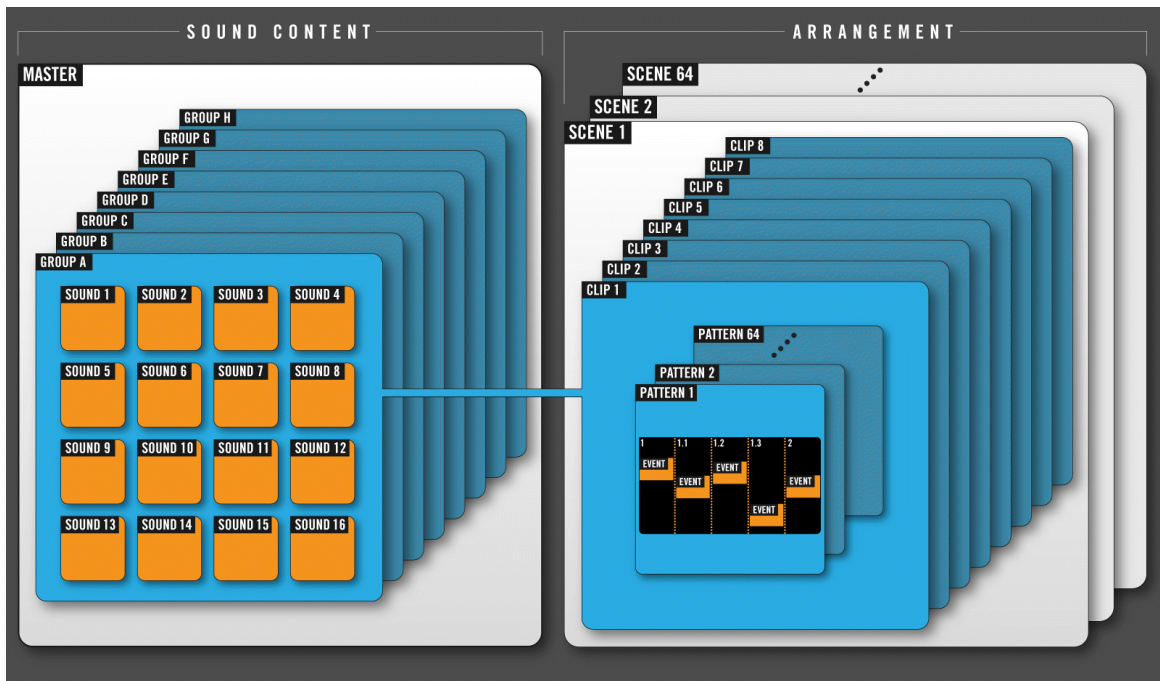 SOUND CONTENT
MASTER
GROUP H
GROUP G
GROUP F
GROUP E
GROUP D
GROUP C
GROUP B
GROUP A
SOUND 1 SOUND 2 SOUND 3 SOUND 4
SOUND 5 SOUND 6 SOUND 7 SOUND 8
SOUND 9 SOUND 10 SOUND 11 SOUND 12
SOUND 13 SOUND 14 SOUND 15 SOUND 16
ARRANGEMENT
SCENE 64
SCENE 2
SCENE 1
CLIP 8
CLIP 7
CLIP 6
CLIP 5
CLIP 4
CLIP 3
CLIP 2
CLIP 1
PATTERN 64
PATTERN 2
PATTERN 1
1 1.1 1.2 1.3 2
EVENT EVENT EVENT EVENT EVENT